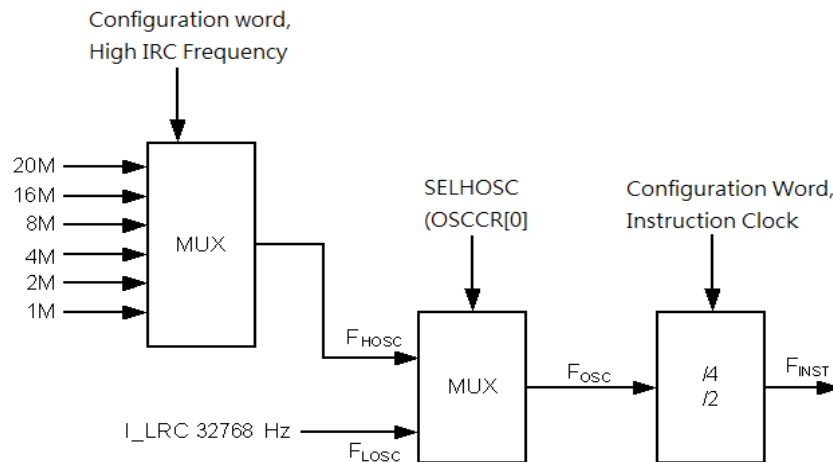 Configuration word,
High IRC Frequency
20M
16M
8M
4M
2M
1M
MUX
SELHOSC
(OSCCR[0]
Configuration Word,
Instruction Clock
FHOSC
MUX
FOSC
/4
/2
FINST
I_LRC 32768 Hz
FLOSC